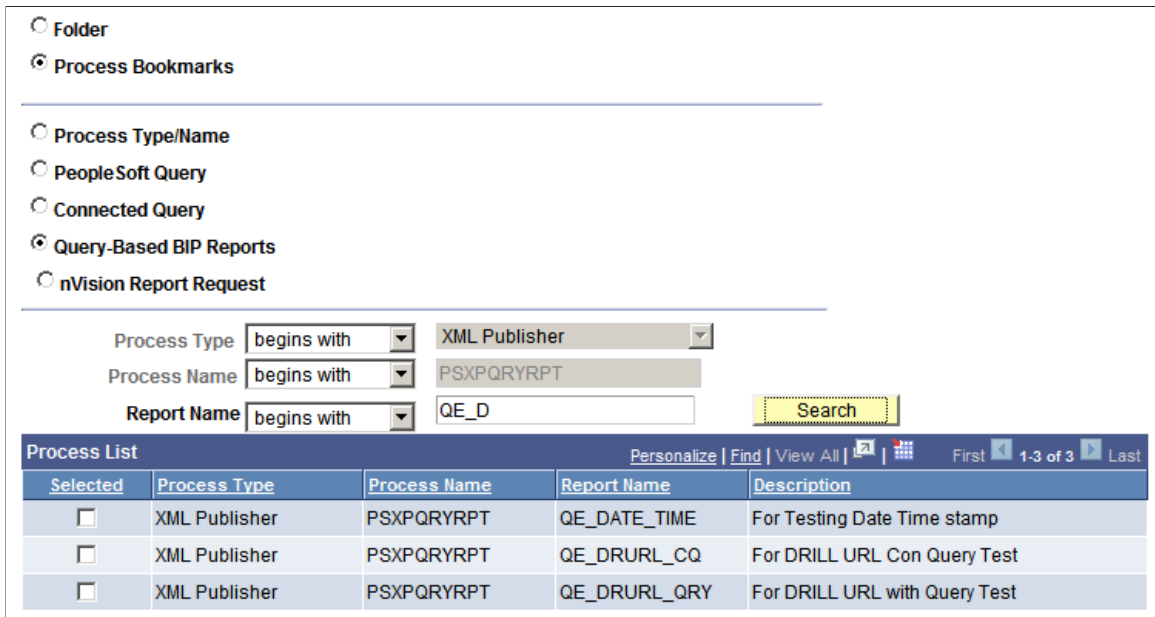 Folder
Process Bookmarks
Process Type/Name
PeopleSoft Query
Connected Query
Query-Based BIP Reports
nVision Report Request
Process Type begins with XML Publisher
Process Name begins with PSXPQRYRPT
Report Name begins with QE_D Search
Process List Personalize | Find | View All | | First 1-3 of 3 Last
Selected Process Type Process Name Report Name Description
XML Publisher PSXPQRYRPT QE_DATE_TIME For Testing Date Time stamp
XML Publisher PSXPQRYRPT QE_DRURL_CQ For DRILL URL Con Query Test
XML Publisher PSXPQRYRPT QE_DRURL_QRY For DRILL URL with Query Test